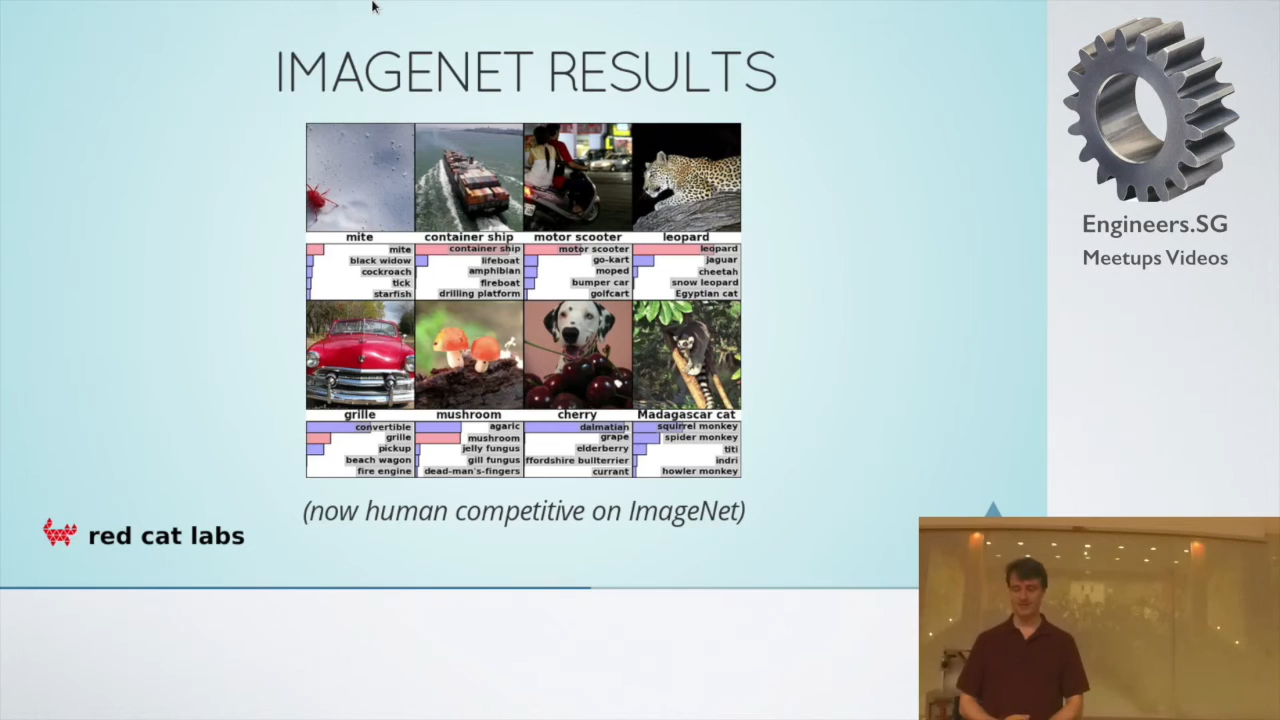 IMAGENET RESULTS
mite
container ship
motor scooter
leopard
mite
black widow
cockroach
tick
starfish
container ship
lifeboat
amphibian
fireboat
drilling platform
motor scooter
go-kart
moped
bumper car
golfcart
leopard
jaguar
cheetah
snow leopard
Egyptian cat
grille
mushroom
cherry
Madagascar cat
convertible
grille
pickup
beach wagon
fire engine
agaric
mushroom
jelly fungus
gill fungus
dead-man's-fingers
dalmatian
grape
elderberry
ffordshire bullterrier
currant
squirrel monkey
spider monkey
titi
indri
howler monkey
(now human competitive on ImageNet)
red cat labs
Engineers.SG
Meetups Videos